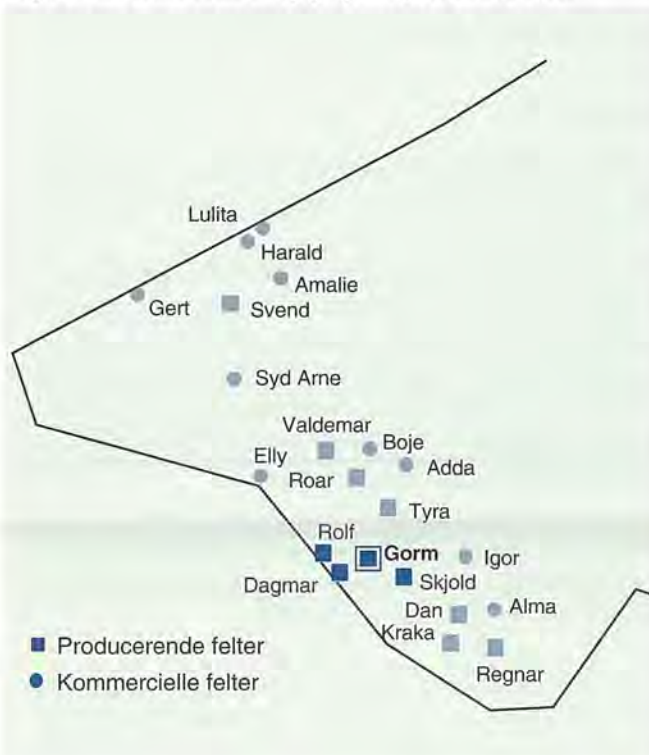 Lulita
Harald
Amalie
Gert
Svend
Syd Arne
Valdemar
Boje
Elly
Adda
Roar
Tyra
Rolf
Gorm
Igor
Dagmar
Skjold
Dan
Alma
Kraka
Regnar
Producerende felter
Kommercielle felter